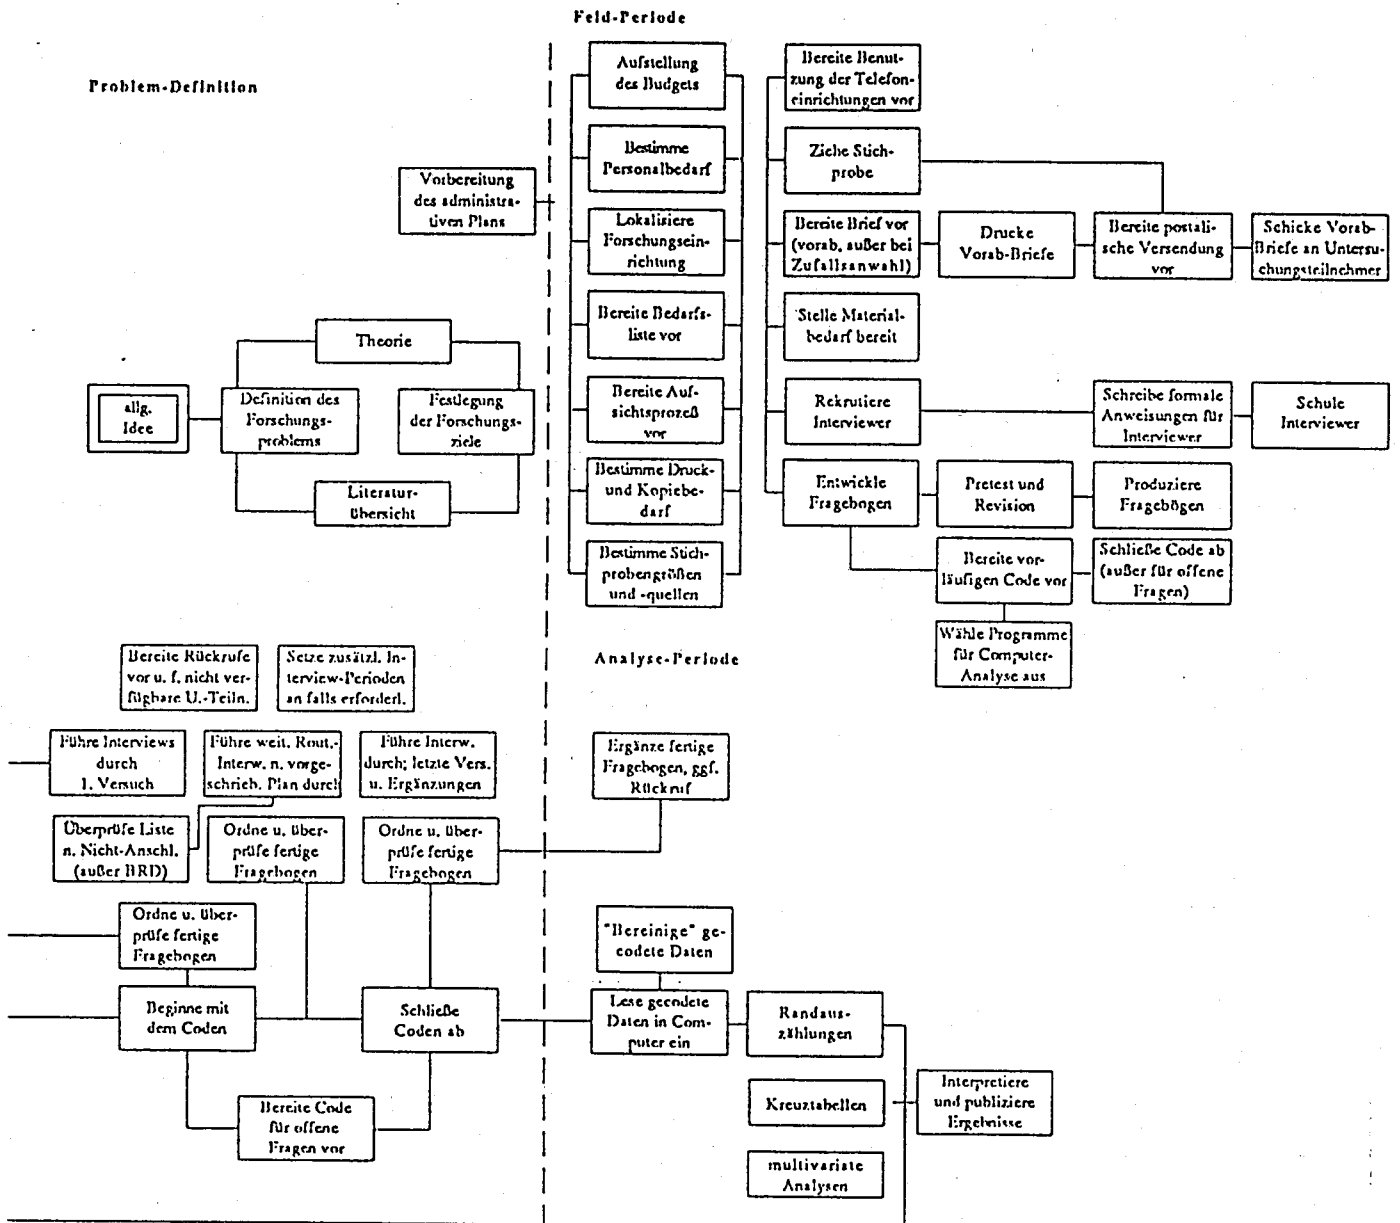 Feld-Periode
Problem-Definition
Vorbereitung
des administra-
tiven Plans
Theorie
allg.
Idee
Definition des
Forschungs-
problems
Festlegung
der Forschungs-
ziele
Literatur-
übersicht
Aufstellung
des Budgets
Bestimme
Personalbedarf
Lokalisiere
Forschungsein-
richtung
Bereite Bedarfs-
liste vor
Bereite Auf-
sichtsprozeß
vor
Bestimme Druck-
und Kopiebe-
darf
Bestimme Stich-
probengrößen
und -quellen
Bereite Benut-
zung der Telefon-
einrichtungen vor
Ziehe Stich-
probe
Bereite Brief vor
(vorab, außer bei
Zufallsanwahl)
Drucke
Vorab-Briefe
Bereite postali-
sche Versendung
vor
Schicke Vorab-
Briefe an Untersu-
chungsteilnehmer
Stelle Material-
bedarf bereit
Rekrutiere
Interviewer
Schreibe formale
Anweisungen für
Interviewer
Schule
Interviewer
Entwickle
Fragebogen
Pretest und
Revision
Produziere
Fragebögen
Bereite vor-
läufigen Code vor
Schließe Code ab
(außer für offene
Fragen)
Wähle Programme
für Computer-
Analyse aus
Bereite Rückrufe
vor u. f. nicht ver-
fügbare U.-Teiln.
Setze zusätzl. In-
terview-Perioden
an falls erforderl.
Analyse-Periode
Führe Interviews
durch
1. Versuch
Führe weit. Rout.-
Interw. n. vorge-
schrieb. Plan durch
Führe Interw.
durch; letzte Vers.
u. Ergänzungen
Ergänze fertige
Fragebogen, ggf.
Rückruf
Überprüfe Liste
n. Nicht-Anschl.
(außer BRD)
Ordne u. über-
prüfe fertige
Fragebogen
Ordne u. über-
prüfe fertige
Fragebogen
Ordne u. über-
prüfe fertige
Fragebogen
"Bereinige" ge-
codete Daten
Beginne mit
dem Coden
Schließe
Coden ab
Lese gecodete
Daten in Com-
puter ein
Randaus-
zählungen
Bereite Code
für offene
Fragen vor
Kreuztabellen
Interpretiere
und publiziere
Ergebnisse
multivariate
Analysen